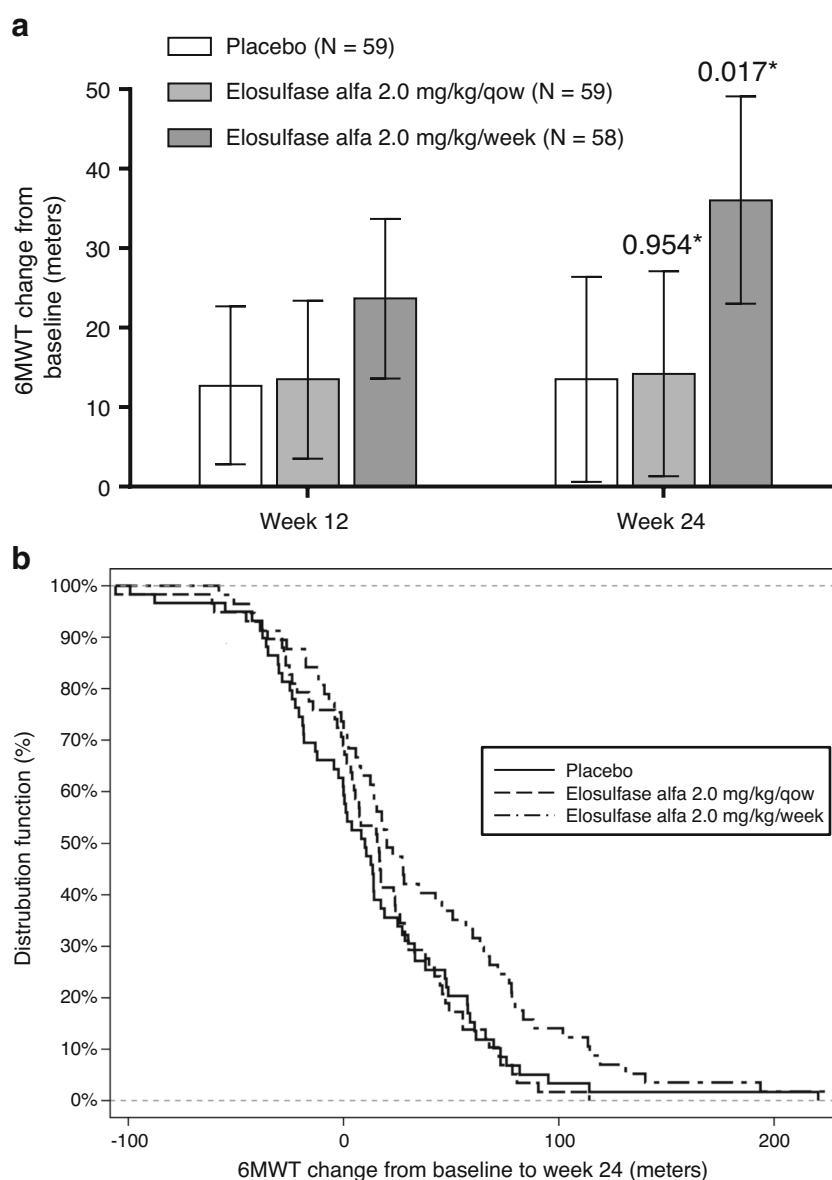 a
Placebo (N = 59)
Elosulfase alfa 2.0 mg/kg/qow (N = 59)
Elosulfase alfa 2.0 mg/kg/week (N = 58)
0.017*
0.954*
6MWT change from
baseline (meters)
50
40
30
20
10
0
Week 12
Week 24
b
Distrubution function (%)
100%
90%
80%
70%
60%
50%
40%
30%
20%
10%
0%
Placebo
Elosulfase alfa 2.0 mg/kg/qow
Elosulfase alfa 2.0 mg/kg/week
-100
0
100
200
6MWT change from baseline to week 24 (meters)